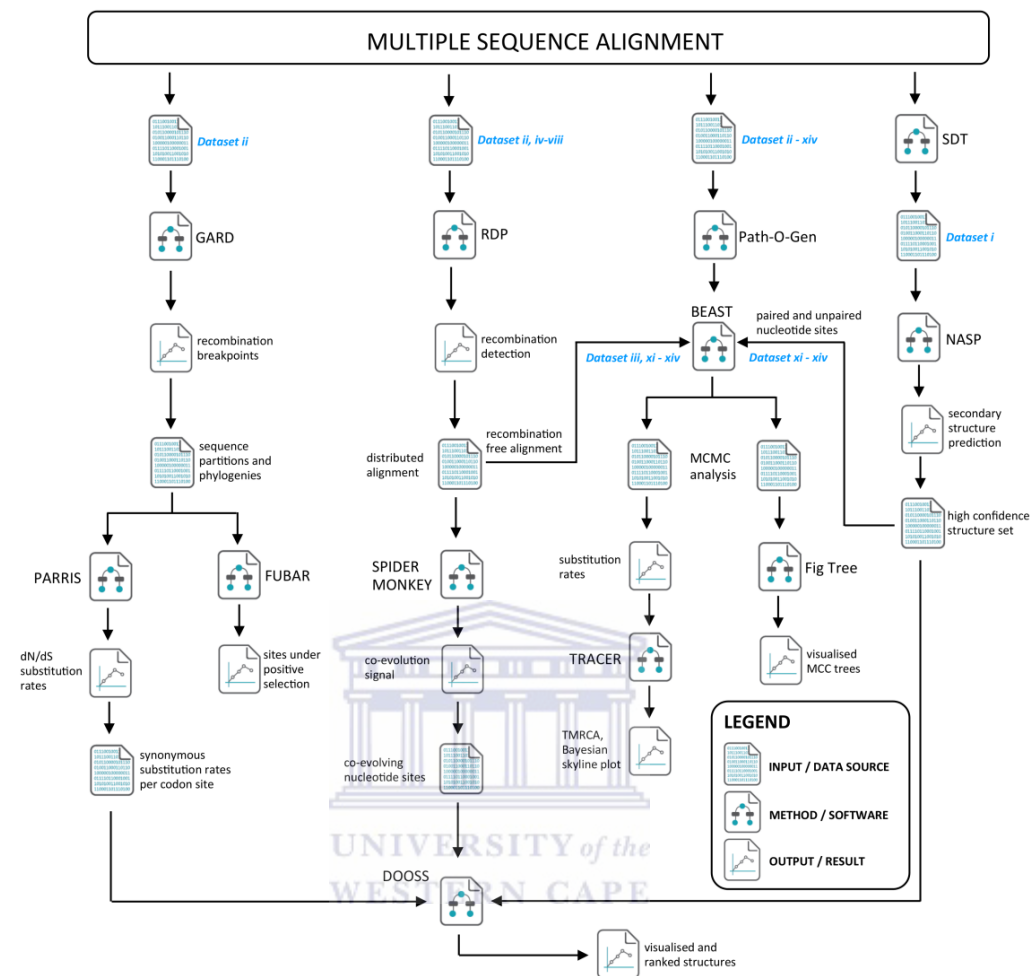 MULTIPLE SEQUENCE ALIGNMENT
Dataset ii
Dataset ii, iv-viii
Dataset ii - xiv
SDT
GARD
RDP
Path-O-Gen
Dataset i
recombination
breakpoints
recombination
detection
BEAST
paired and unpaired
nucleotide sites
Dataset iii, xi - xiv
Dataset xi - xiv
NASP
sequence
partitions and
phylogenies
distributed
alignment
recombination
free alignment
MCMC
analysis
secondary
structure
prediction
high confidence
structure set
PARRIS
FUBAR
SPIDER
MONKEY
substitution
rates
Fig Tree
dN/dS
substitution
rates
sites under
positive
selection
co-evolution
signal
TRACER
visualised
MCC trees
synonymous
substitution rates
per codon site
co-evolving
nucleotide sites
TMRCA,
Bayesian
skyline plot
LEGEND
INPUT / DATA SOURCE
METHOD / SOFTWARE
OUTPUT / RESULT
UNIVERSITY of the
WESTERN CAPE
DOOSS
visualised and
ranked structures